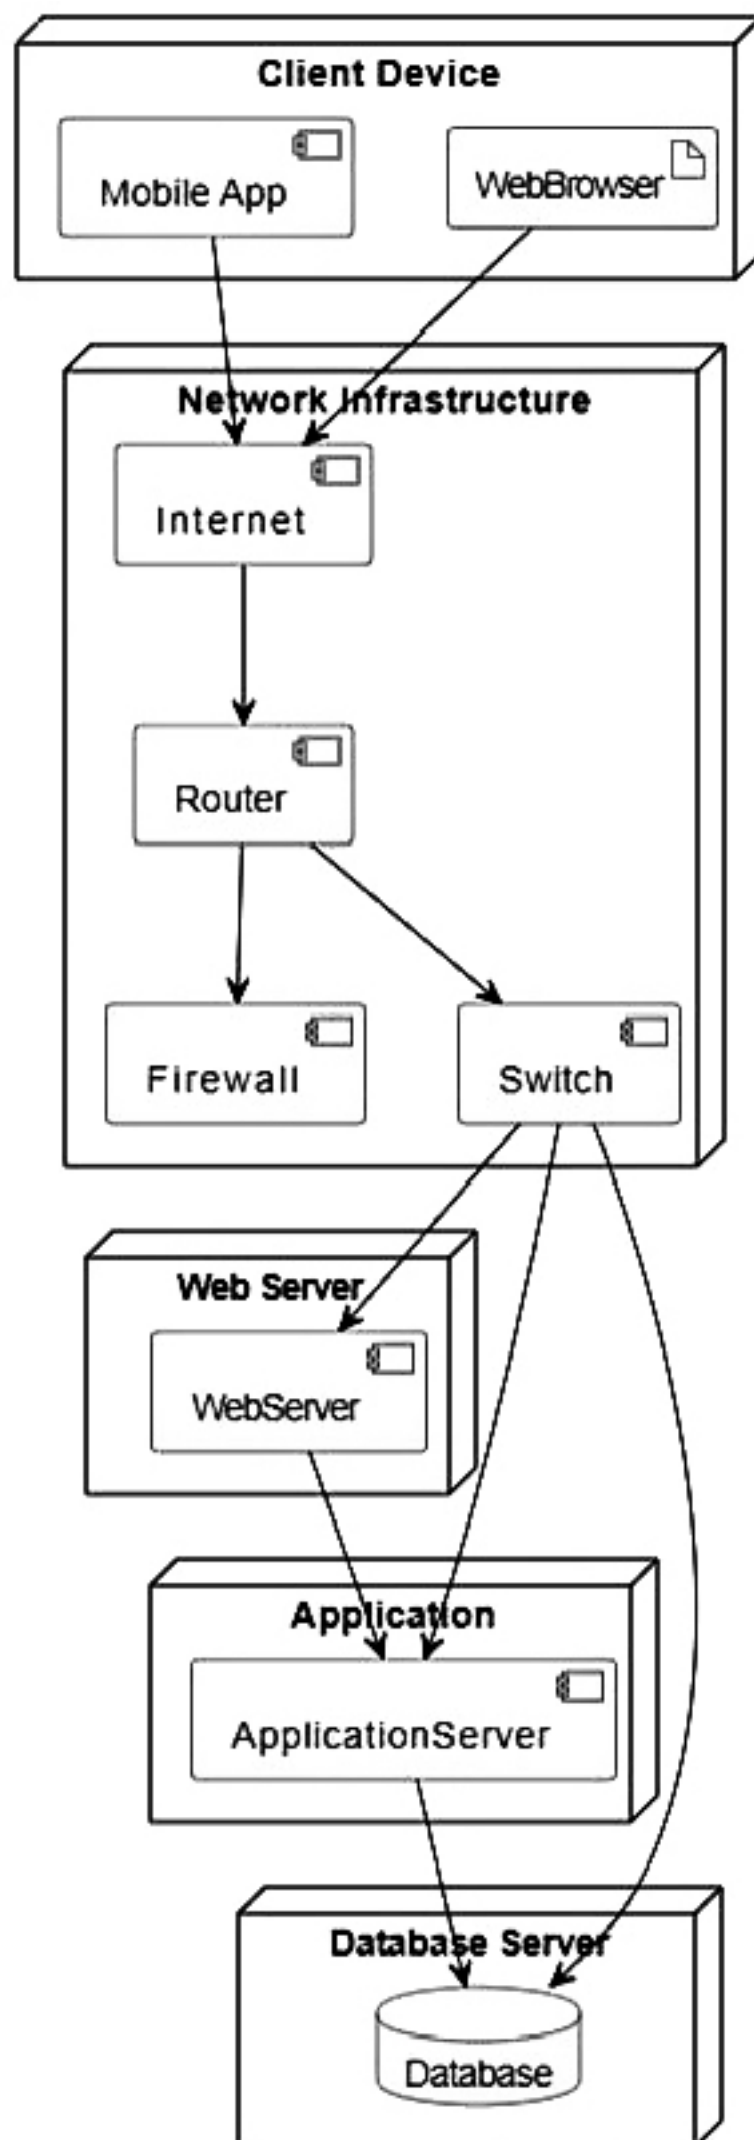 Client Device
Mobile App
WebBrowser
Network Infrastructure
Internet
Router
Firewall
Switch
Web Server
WebServer
Application
ApplicationServer
Database Server
Database